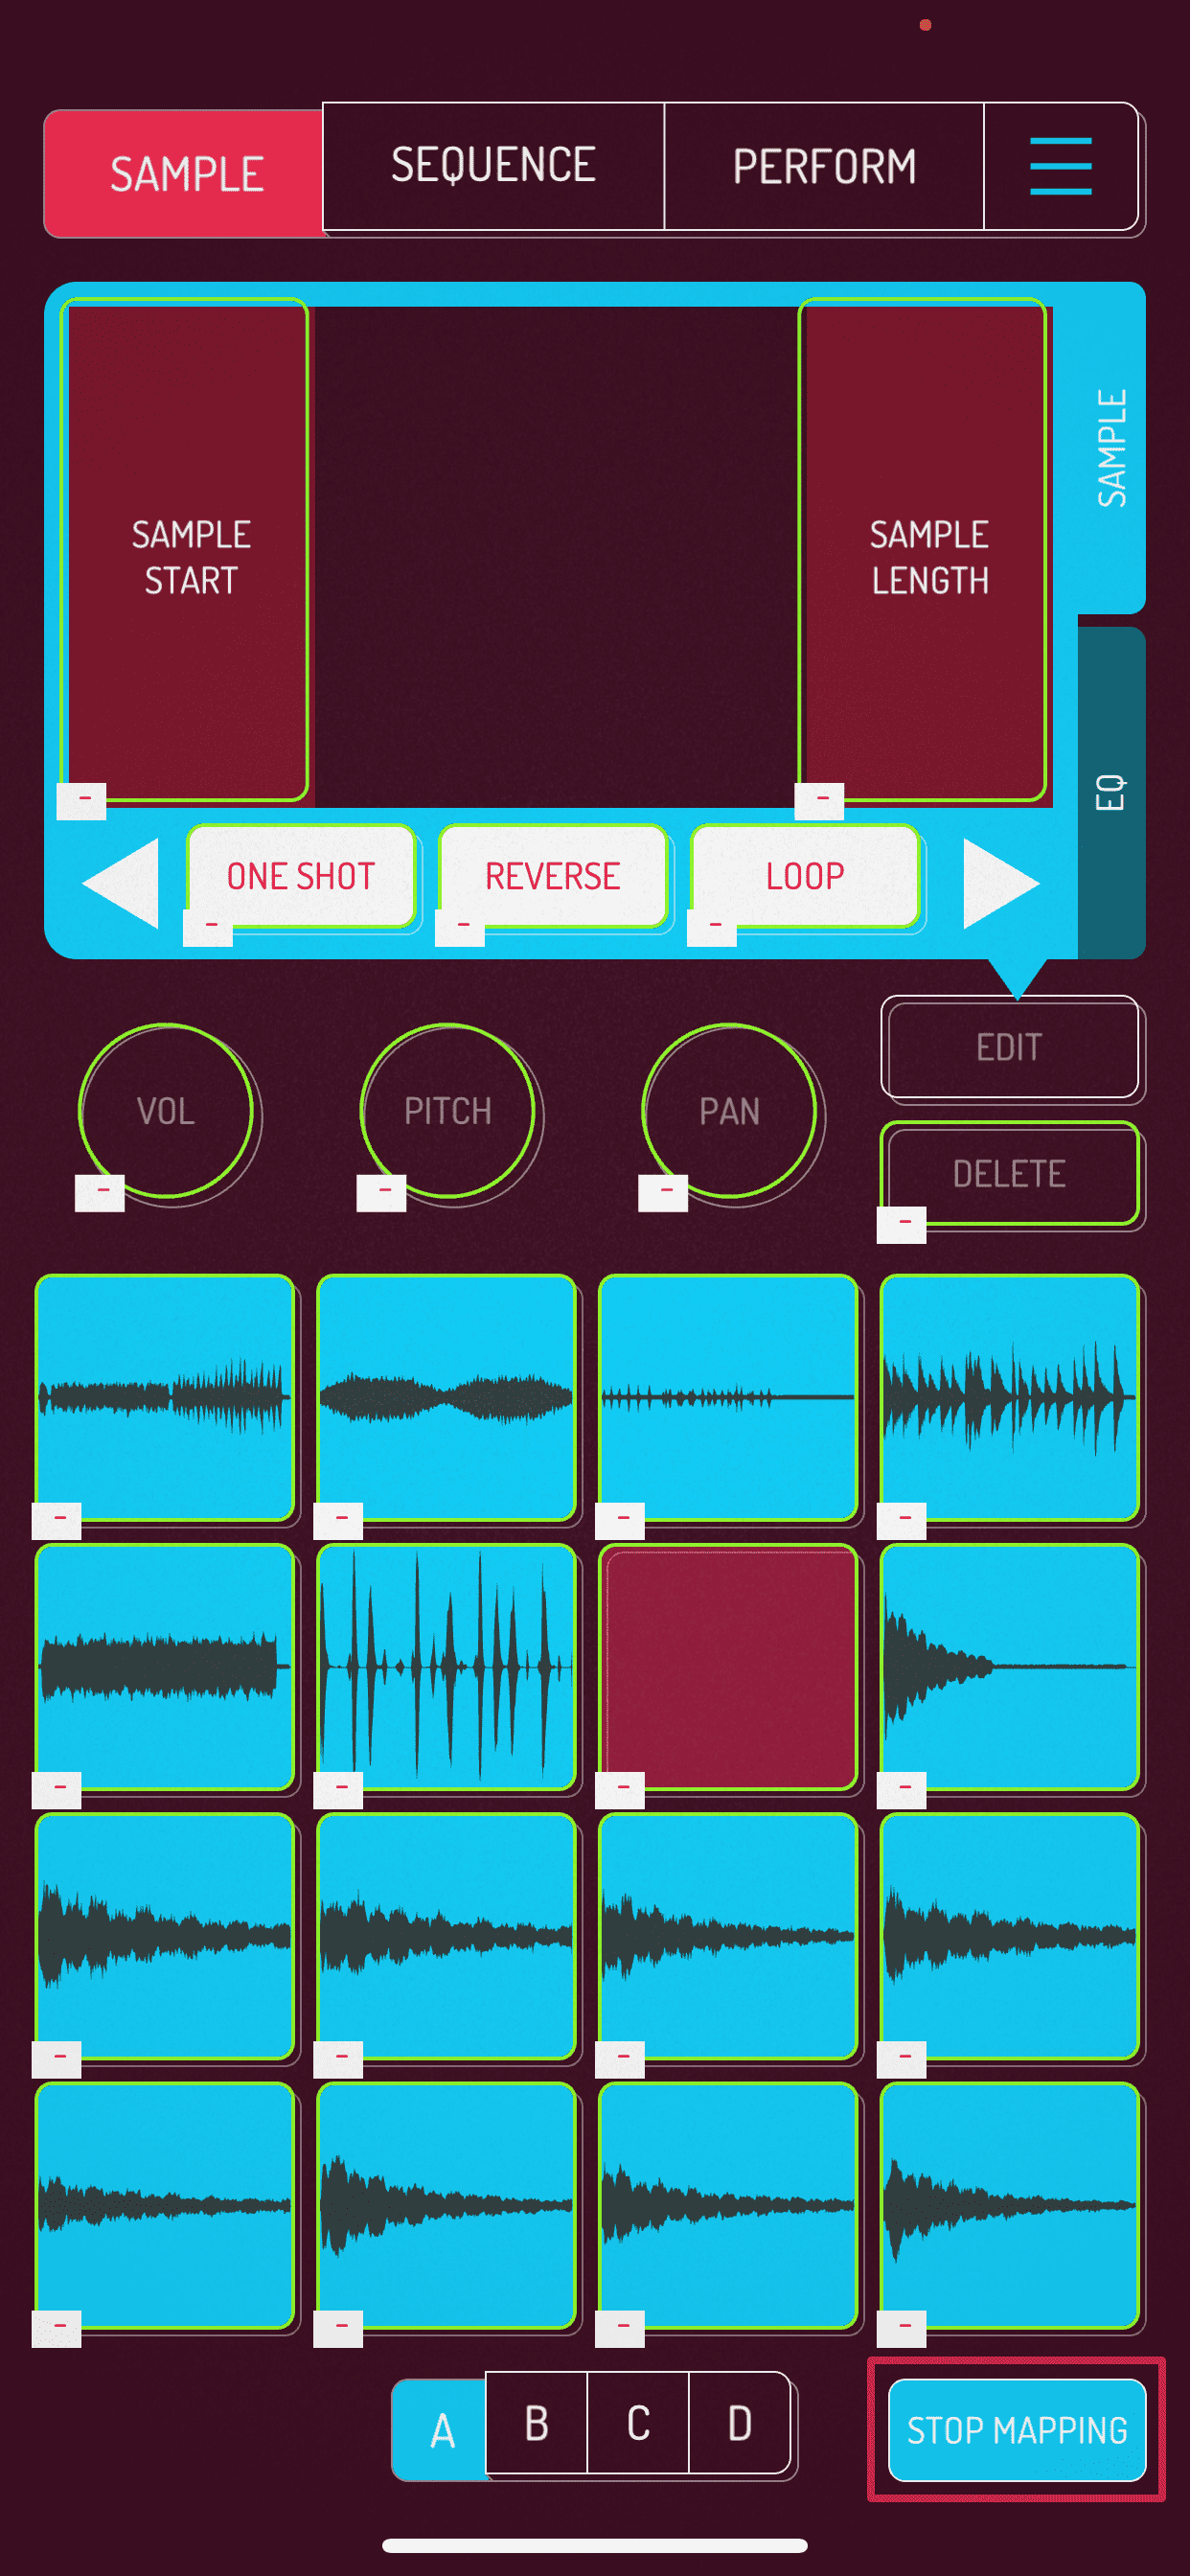 SAMPLE SEQUENCE PERFORM
SAMPLE
START
SAMPLE
LENGTH
SAMPLE
EQ
-
-
ONE SHOT REVERSE LOOP
- - -
EDIT
VOL PITCH PAN
DELETE
- - - -
- - - -
- - - -
- - - -
- - - -
A B C D
STOP MAPPING